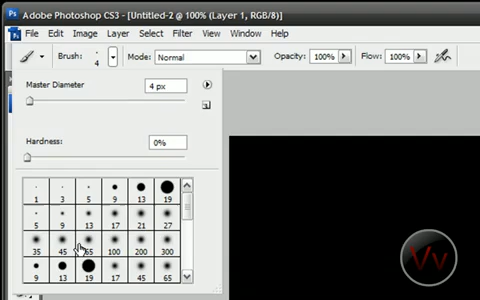 Adobe Photoshop CS3 - [Untitled-2 @ 100% (Layer 1, RGB/8)]
File Edit Image Layer Select Filter View Window Help
Brush: 4 Mode: Normal Opacity: 100% Flow: 100%
Master Diameter 4 px
Hardness: 0%
1 3 5 9 13 19
5 9 13 17 21 27
35 45 65 100 200 300
9 13 19 17 45 65
Vv